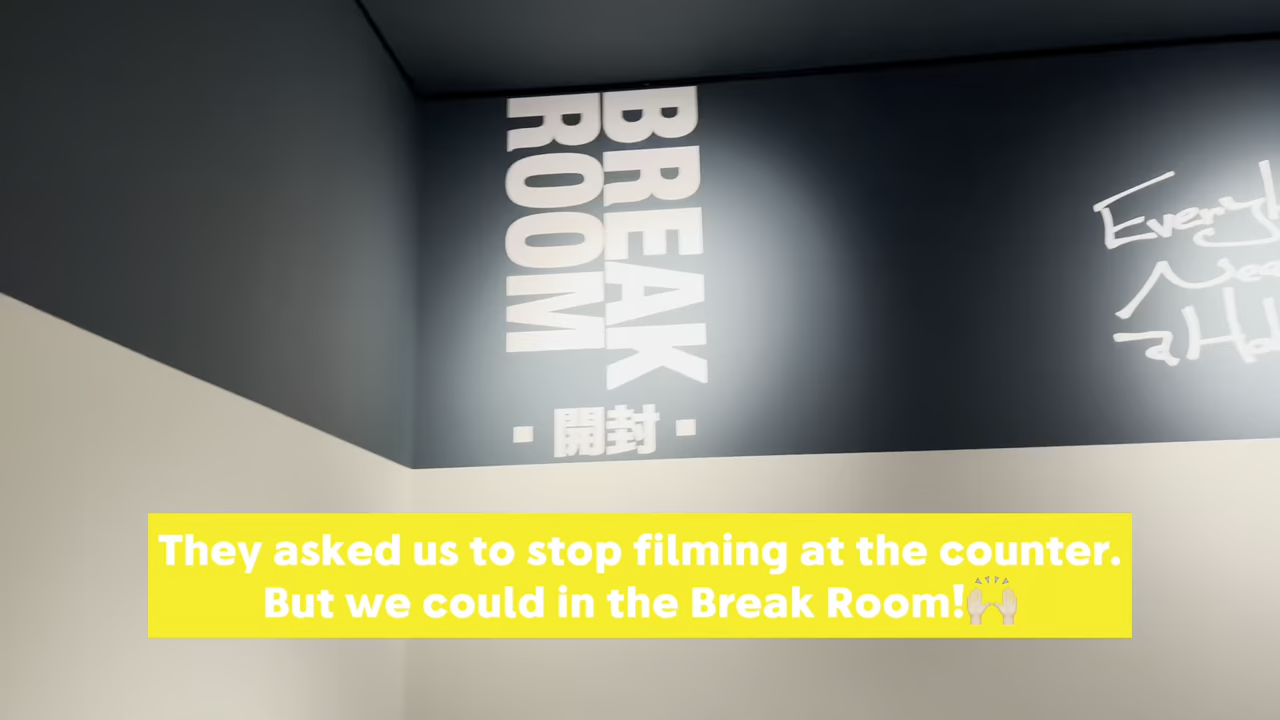 BREAK
ROOM
開封
Every
They asked us to stop filming at the counter.
But we could in the Break Room!🙌🏻